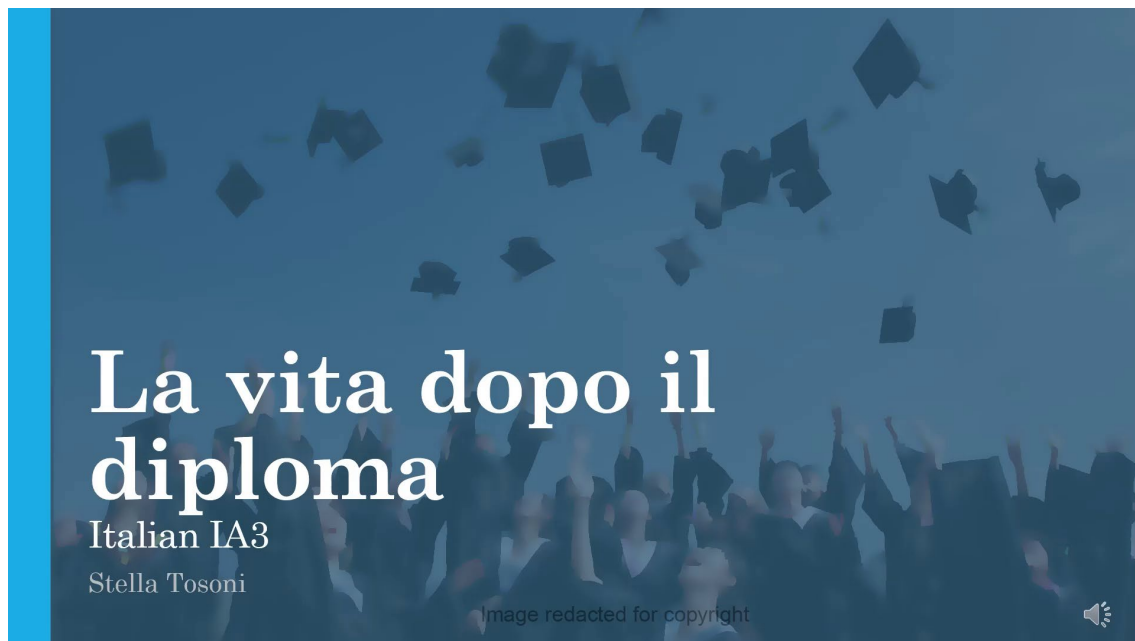 La vita dopo il
diploma
Italian IA3
Stella Tosoni
Image redacted for copyright